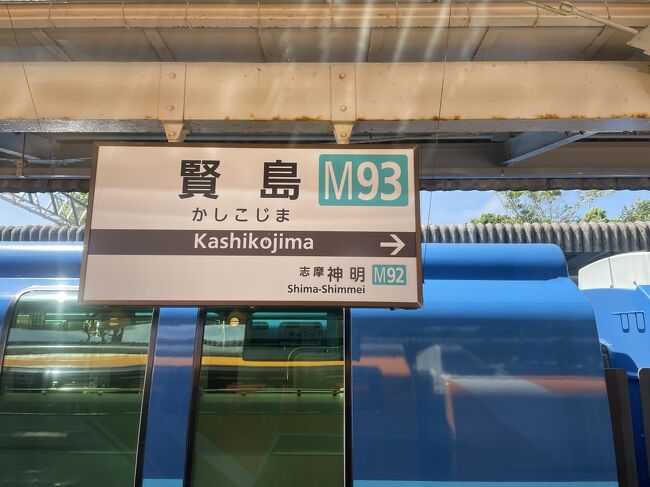 賢島 M93
かしこじま
Kashikojima →
志摩神明 M92
Shima-Shimmei